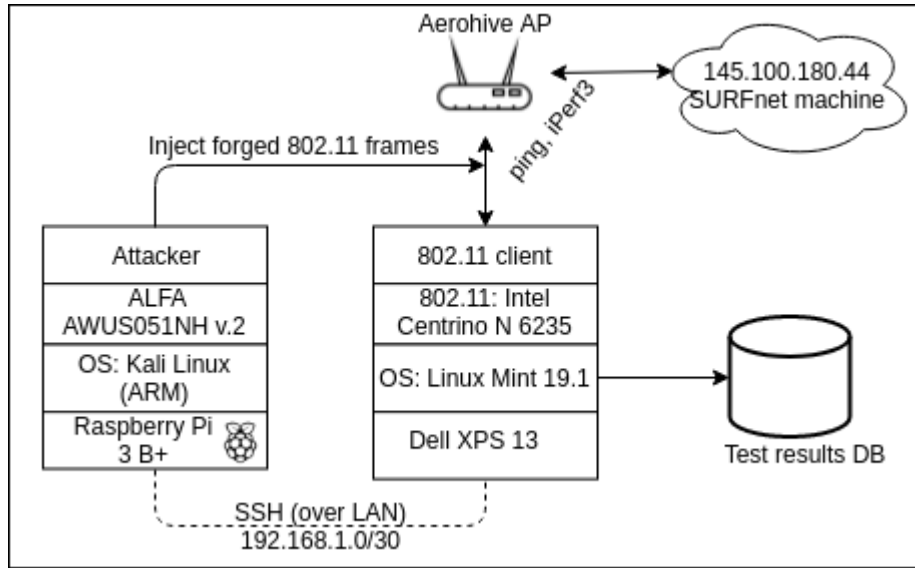 Aerohive AP
145.100.180.44
SURFnet machine
ping, iPerf3
Inject forged 802.11 frames
Attacker
ALFA
AWUS051NH v.2
OS: Kali Linux
(ARM)
Raspberry Pi
3 B+
802.11 client
802.11: Intel
Centrino N 6235
OS: Linux Mint 19.1
Dell XPS 13
Test results DB
SSH (over LAN)
192.168.1.0/30